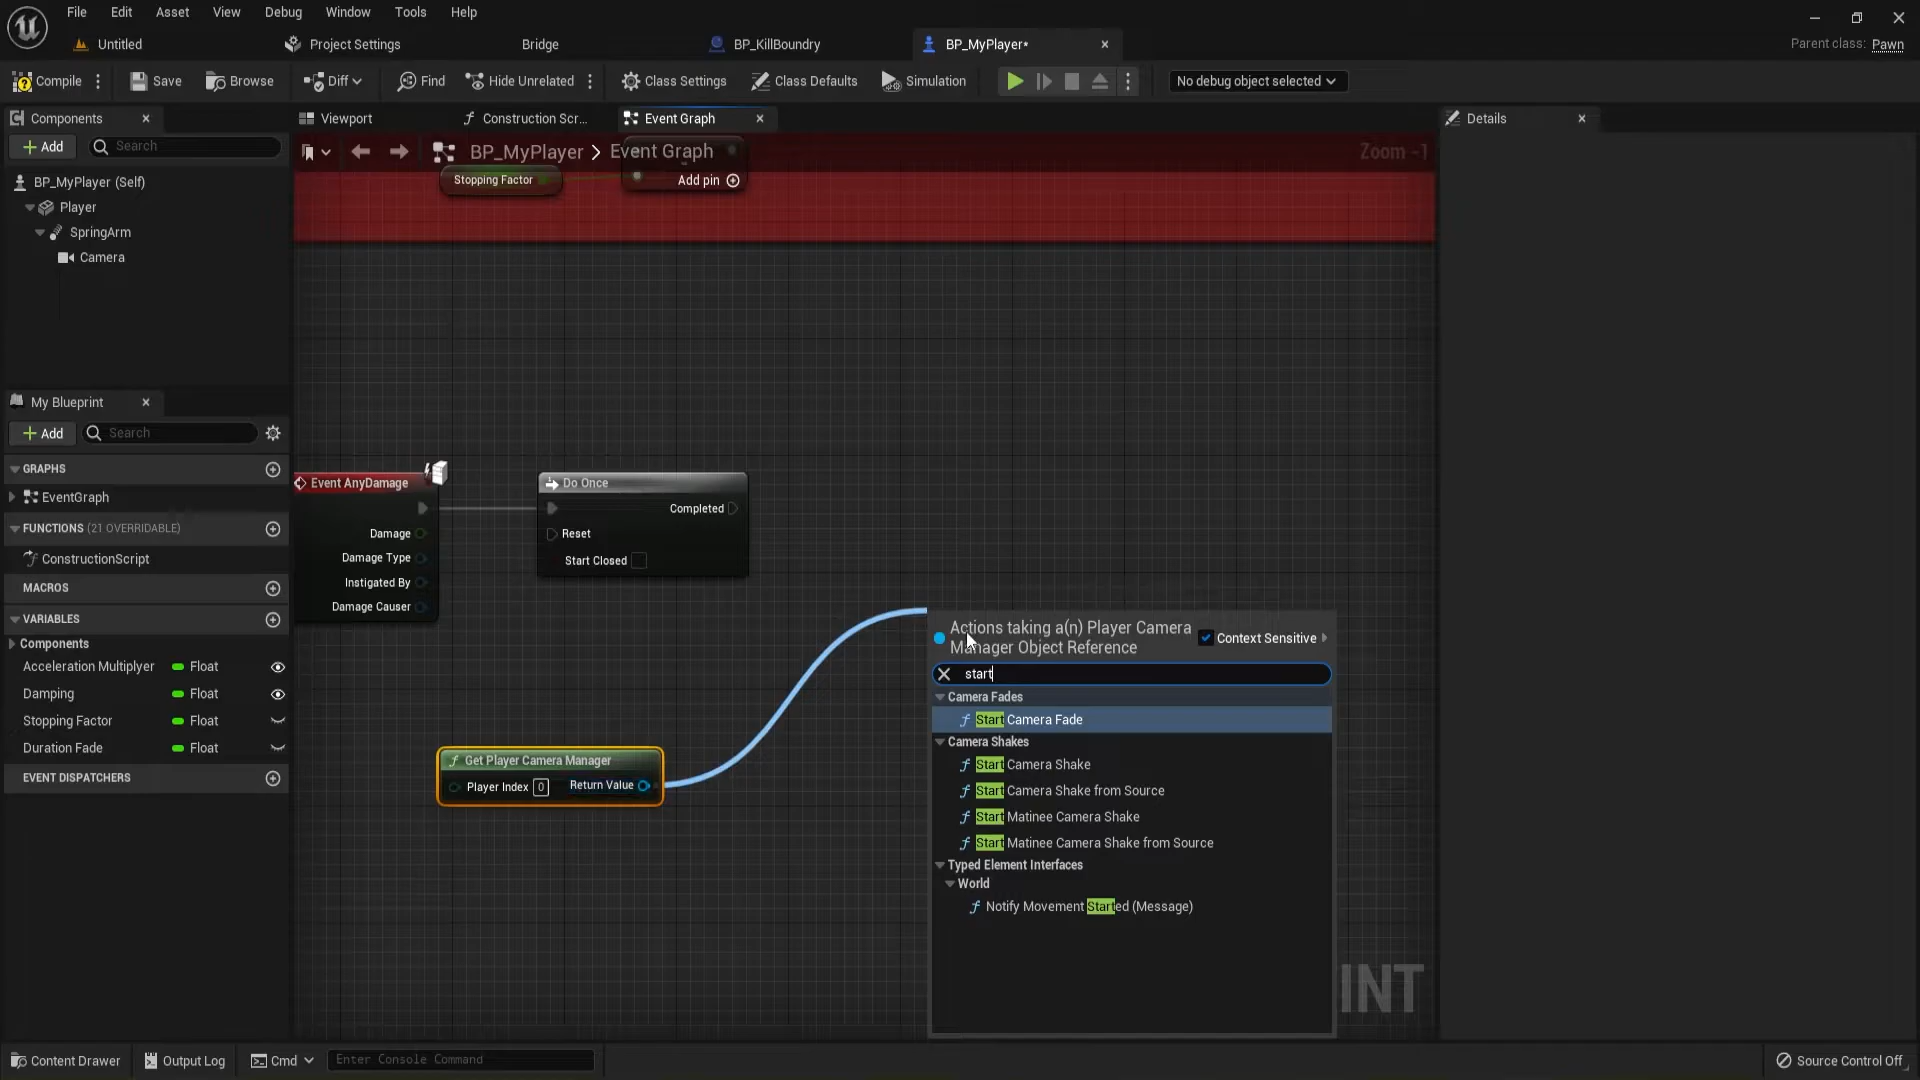 File Edit Asset View Debug Window Tools Help
Untitled Project Settings Bridge BP_KillBoundry BP_MyPlayer* Parent class: Pawn
Compile Save Browse Diff Find Hide Unrelated Class Settings Class Defaults Simulation No debug object selected
Components Viewport Construction Scr... Event Graph Details
Add Search BP_MyPlayer > Event Graph Zoom -1
BP_MyPlayer (Self)
Stopping Factor Add pin
Player
SpringArm
Camera
My Blueprint
Add Search
GRAPHS
EventGraph
FUNCTIONS (21 OVERRIDABLE)
ConstructionScript
MACROS
VARIABLES
Components
Acceleration Multiplyer Float
Damping Float
Stopping Factor Float
Duration Fade Float
EVENT DISPATCHERS
Event AnyDamage
Damage
Damage Type
Instigated By
Damage Causer
Do Once
Completed
Reset
Start Closed
Get Player Camera Manager
Player Index 0 Return Value
Actions taking a(n) Player Camera
Manager Object Reference
Context Sensitive
start
Camera Fades
Start Camera Fade
Camera Shakes
Start Camera Shake
Start Camera Shake from Source
Start Matinee Camera Shake
Start Matinee Camera Shake from Source
Typed Element Interfaces
World
Notify Movement Started (Message)
INT
Content Drawer Output Log Cmd Enter Console Command Source Control Off